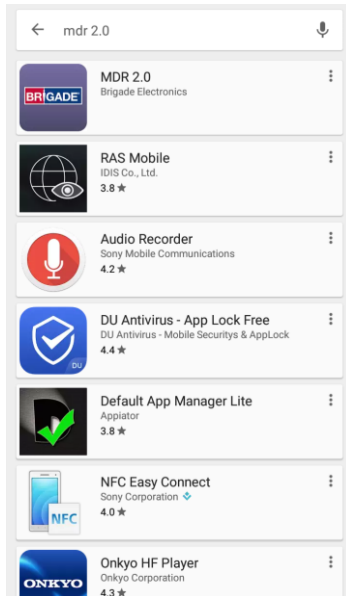 mdr 2.0
BRIGADE
MDR 2.0
Brigade Electronics
RAS Mobile
IDIS Co., Ltd.
3.8 ★
Audio Recorder
Sony Mobile Communications
4.2 ★
DU
DU Antivirus - App Lock Free
DU Antivirus - Mobile Securitys & AppLock
4.4 ★
Default App Manager Lite
Appiator
3.8 ★
NFC
NFC Easy Connect
Sony Corporation
4.0 ★
ONKYO
Onkyo HF Player
Onkyo Corporation
4.3 ★